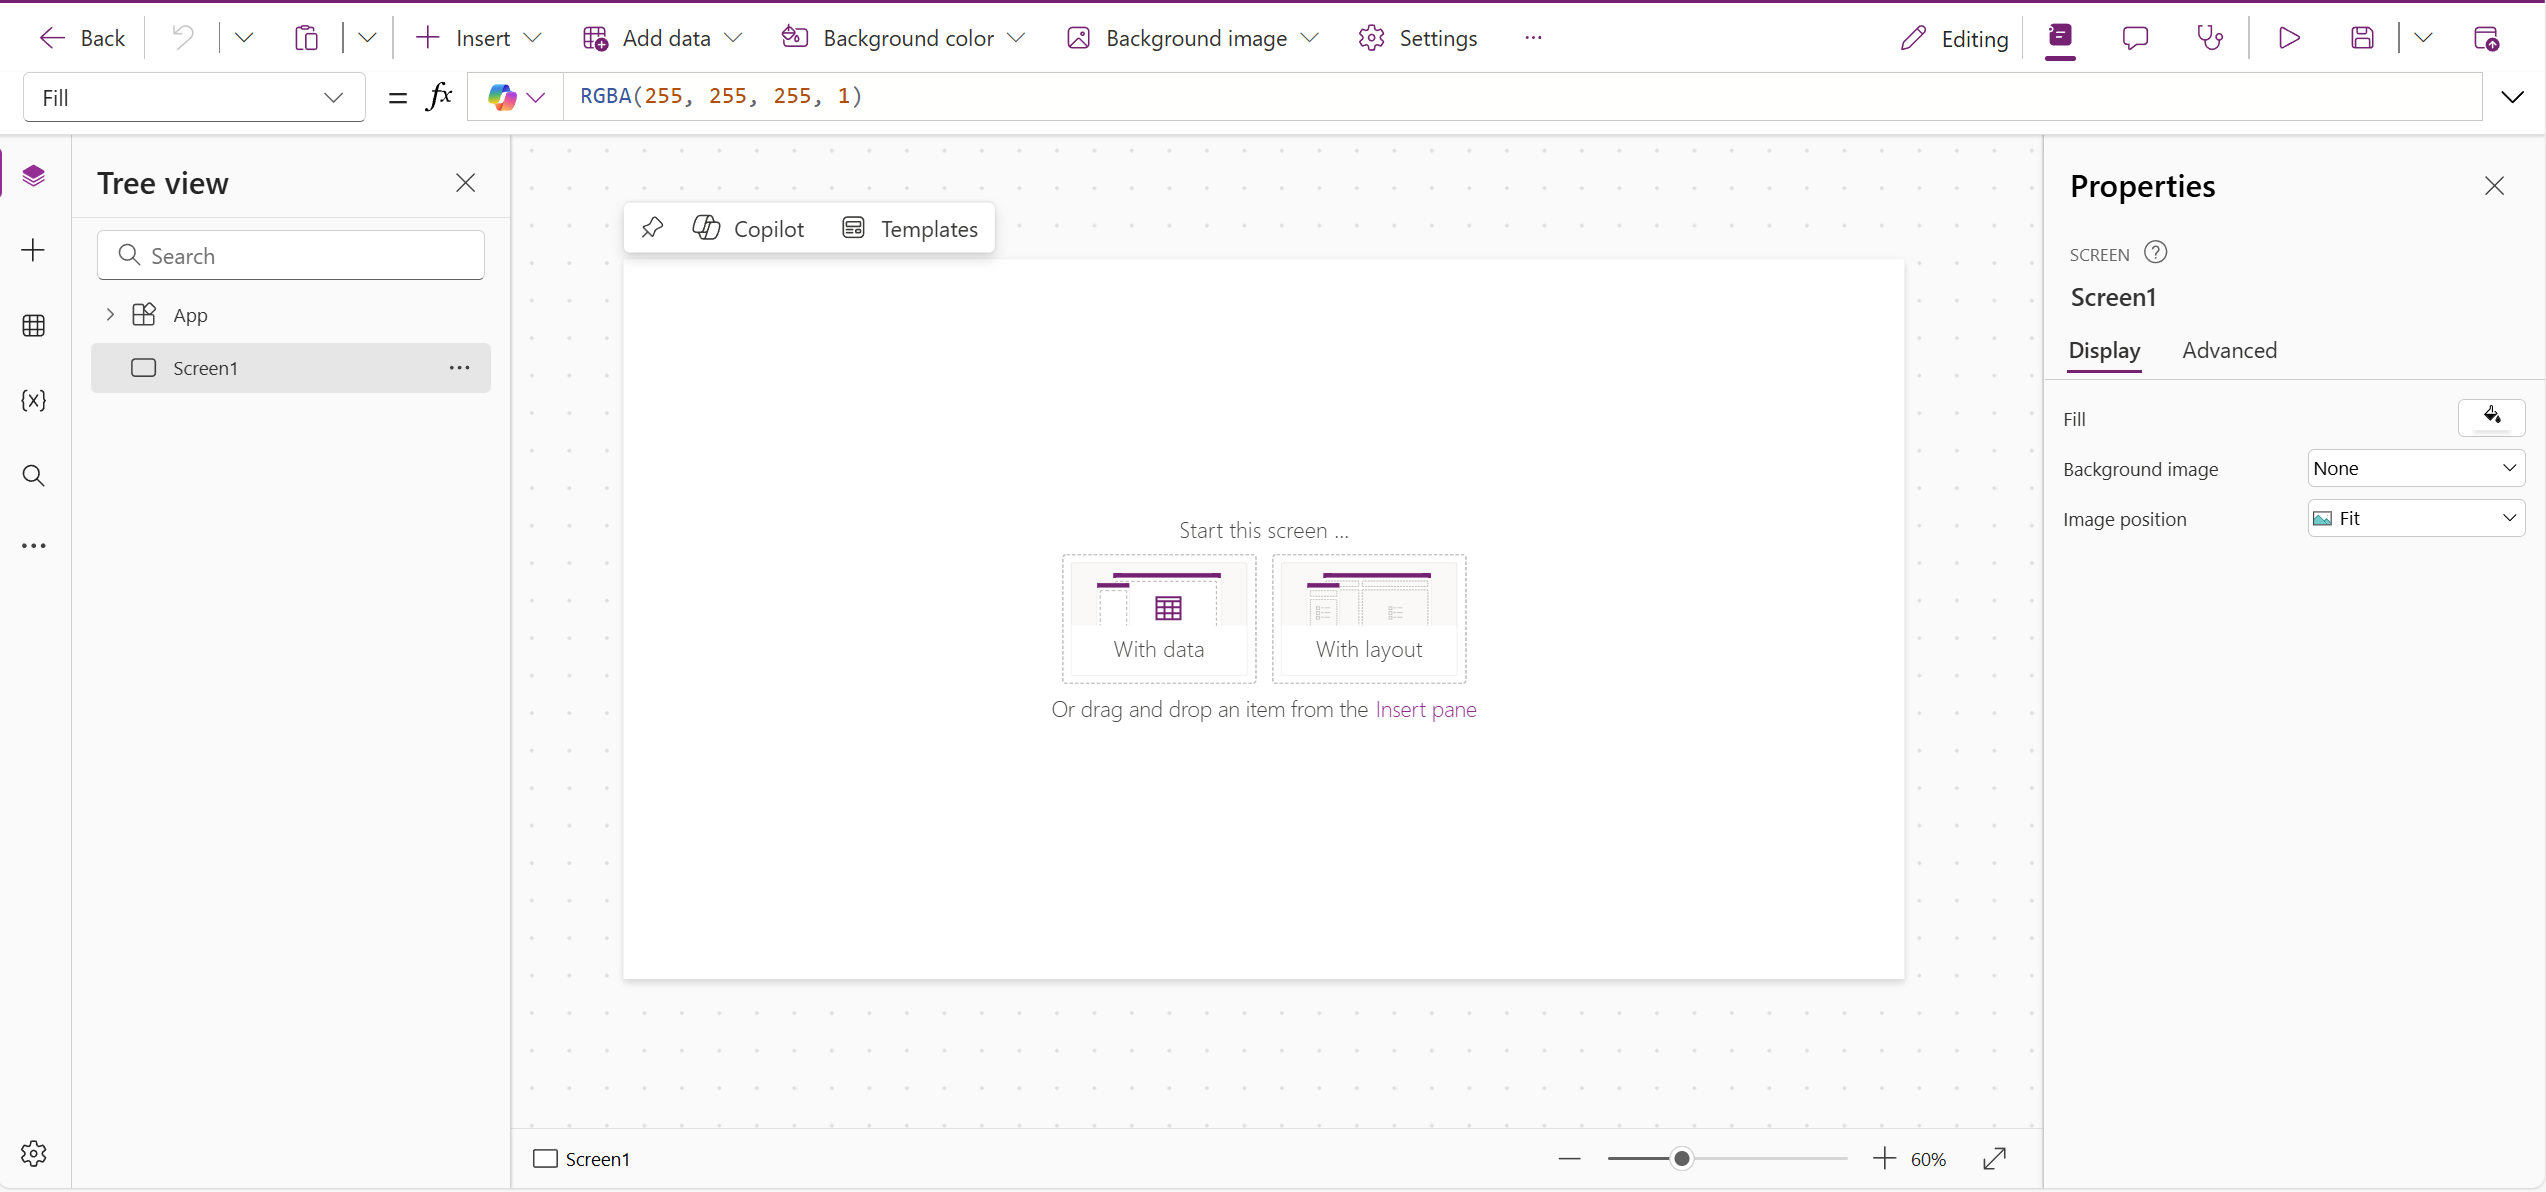 Back
Insert
Add data
Background color
Background image
Settings
Editing
Fill
= fx
RGBA(255, 255, 255, 1)
Tree view
Search
App
Screen1
Copilot
Templates
Start this screen ...
With data
With layout
Or drag and drop an item from the Insert pane
Screen1
60%
Properties
SCREEN
Screen1
Display
Advanced
Fill
Background image
None
Image position
Fit